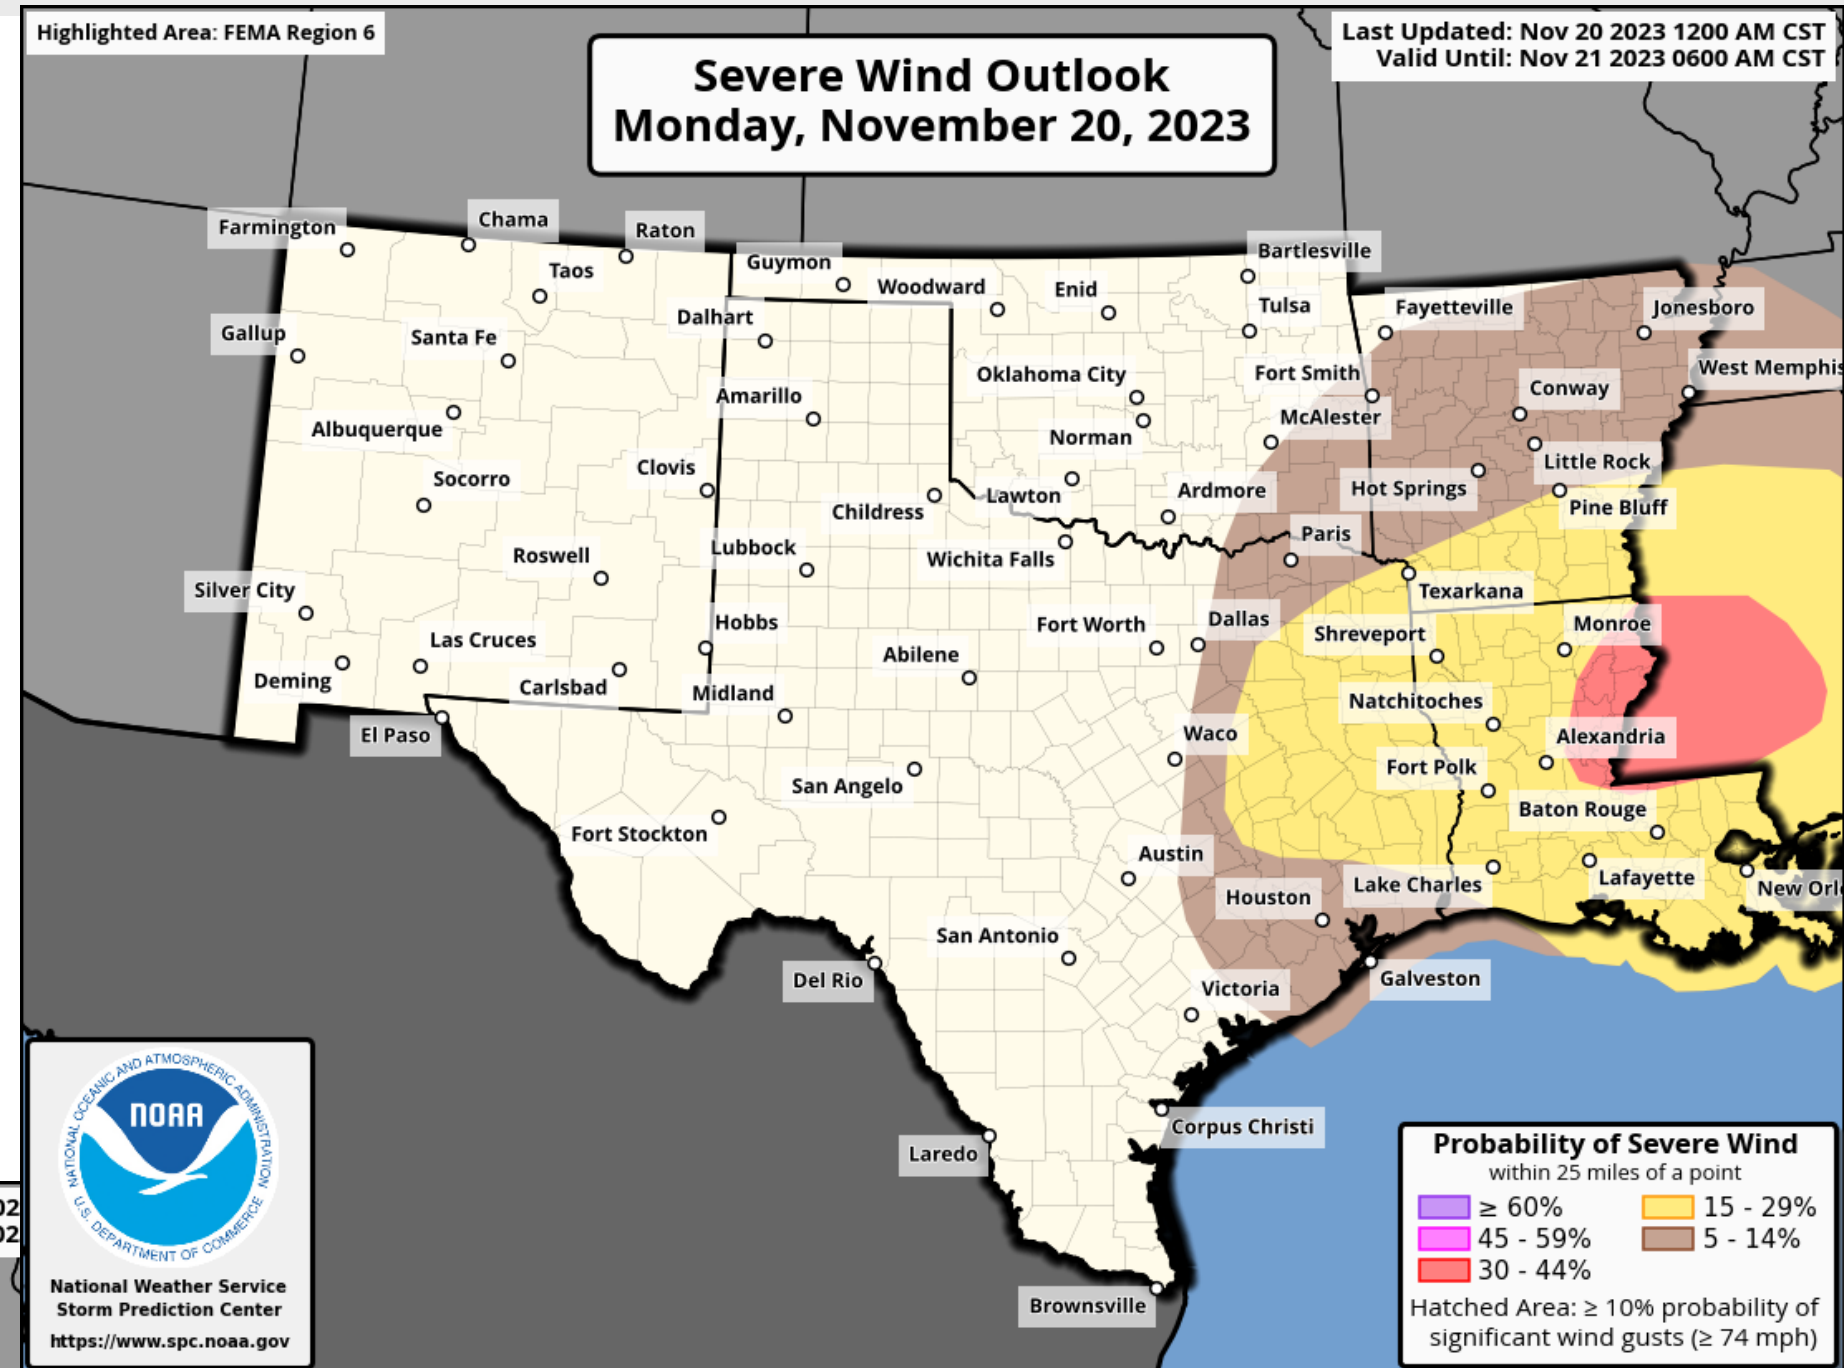 Highlighted Area: FEMA Region 6
Last Updated: Nov 20 2023 1200 AM CST
Valid Until: Nov 21 2023 0600 AM CST
Severe Wind Outlook
Monday, November 20, 2023
Farmington
Chama
Raton
Taos
Guymon
Woodward
Enid
Bartlesville
Tulsa
Fayetteville
Jonesboro
Gallup
Santa Fe
Dalhart
West Memphis
Oklahoma City
Fort Smith
Conway
Amarillo
McAlester
Albuquerque
Norman
Little Rock
Socorro
Clovis
Lawton
Ardmore
Hot Springs
Pine Bluff
Childress
Paris
Roswell
Lubbock
Wichita Falls
Silver City
Texarkana
Hobbs
Fort Worth
Dallas
Shreveport
Monroe
Las Cruces
Abilene
Deming
Carlsbad
Midland
Natchitoches
El Paso
Waco
Alexandria
San Angelo
Fort Polk
Baton Rouge
Fort Stockton
Austin
Lake Charles
Lafayette
New Orl
Houston
San Antonio
Del Rio
Victoria
Galveston
Corpus Christi
Laredo
Brownsville
NATIONAL OCEANIC AND ATMOSPHERIC ADMINISTRATION
NOAA
U.S. DEPARTMENT OF COMMERCE
National Weather Service
Storm Prediction Center
https://www.spc.noaa.gov
02
02
Probability of Severe Wind
within 25 miles of a point
≥ 60%
15 - 29%
45 - 59%
5 - 14%
30 - 44%
Hatched Area: ≥ 10% probability of
significant wind gusts (≥ 74 mph)